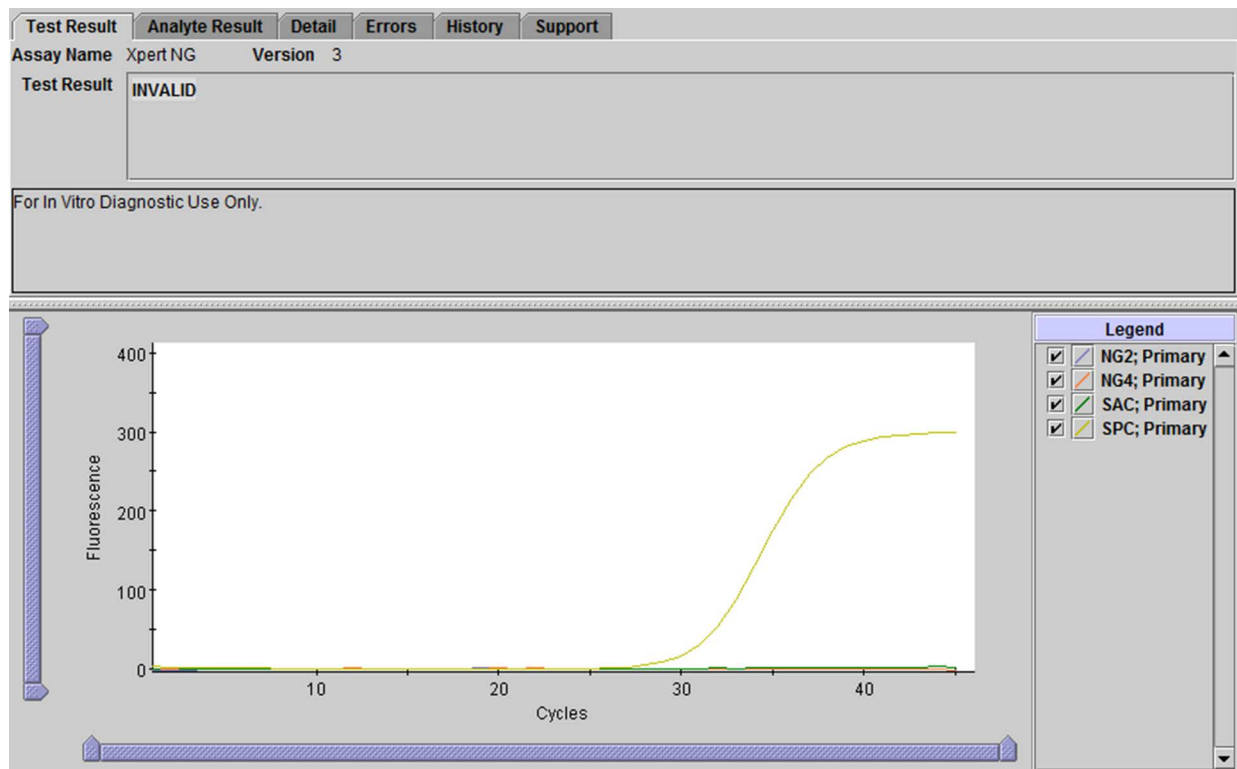 Test Result Analyte Result Detail Errors History Support
Assay Name Xpert NG Version 3
Test Result INVALID
For In Vitro Diagnostic Use Only.
Legend
NG2; Primary
NG4; Primary
SAC; Primary
SPC; Primary
400
300
200
100
0
Fluorescence
10 20 30 40
Cycles